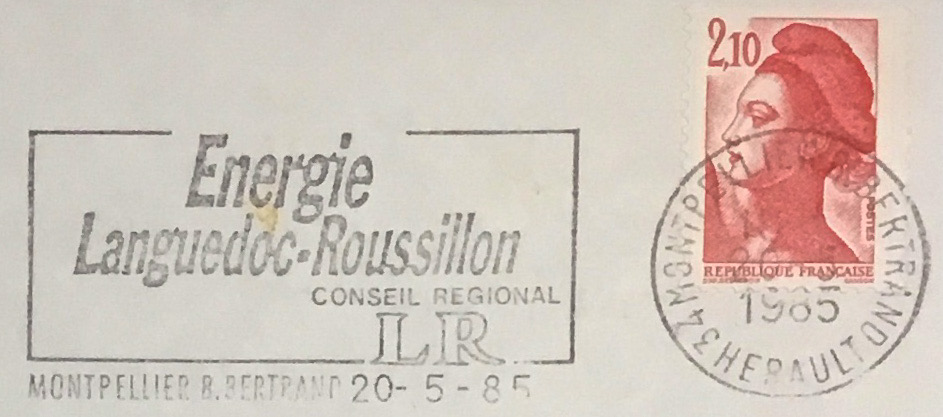 2,10
Energie
Languedoc-Roussillon
CONSEIL REGIONAL
LR
MONTPELLIER B.BERTRAND 20-5-85
POSTES
REPUBLIQUE FRANÇAISE
34 MONTPELLIER B.BERTRAND
1985
HERAULT